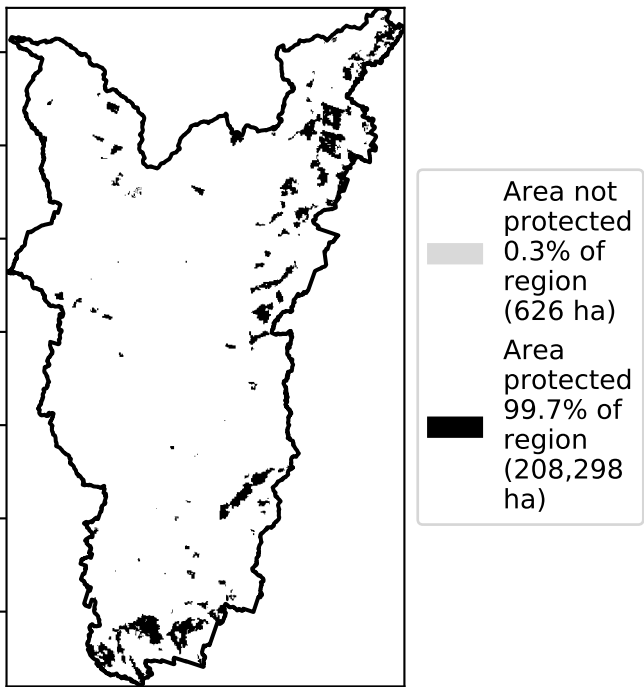 Area not
protected
0.3% of
region
(626 ha)
Area
protected
99.7% of
region
(208,298
ha)